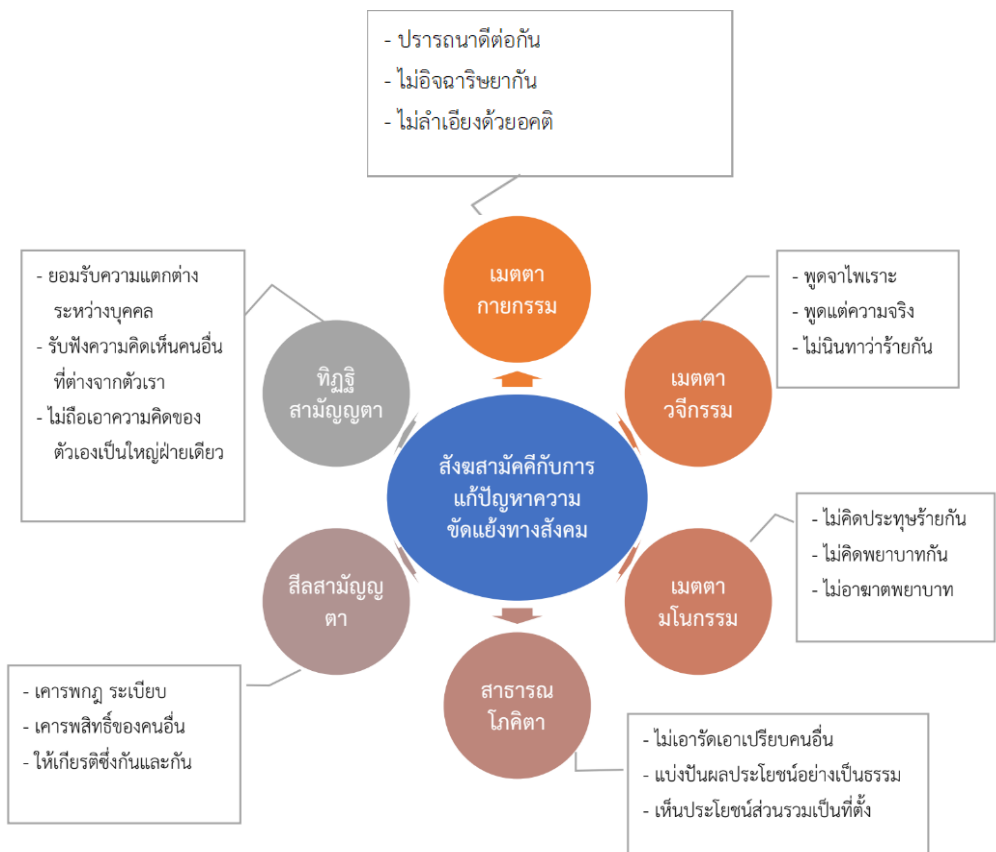 - ปรารถนาดีต่อกัน
- ไม่อิจฉาริษยากัน
- ไม่ลำเอียงด้วยอคติ
เมตตา
กายกรรม
- พูดจาไพเราะ
- พูดแต่ความจริง
- ไม่นินทาว่าร้ายกัน
เมตตา
วจีกรรม
- ไม่คิดประทุษร้ายกัน
- ไม่คิดพยาบาทกัน
- ไม่อาฆาตพยาบาท
เมตตา
มโนกรรม
- ไม่เอารัดเอาเปรียบคนอื่น
- แบ่งปันผลประโยชน์อย่างเป็นธรรม
- เห็นประโยชน์ส่วนรวมเป็นที่ตั้ง
สาธารณ
โภคิตา
- เคารพกฎ ระเบียบ
- เคารพสิทธิ์ของคนอื่น
- ให้เกียรติซึ่งกันและกัน
สีลสามัญญ
ตา
- ยอมรับความแตกต่าง
ระหว่างบุคคล
- รับฟังความคิดเห็นคนอื่น
ที่ต่างจากตัวเรา
- ไม่ถือเอาความคิดของ
ตัวเองเป็นใหญ่ฝ่ายเดียว
ทิฏฐิ
สามัญญตา
สังฆสามัคคีกับการ
แก้ปัญหาความ
ขัดแย้งทางสังคม